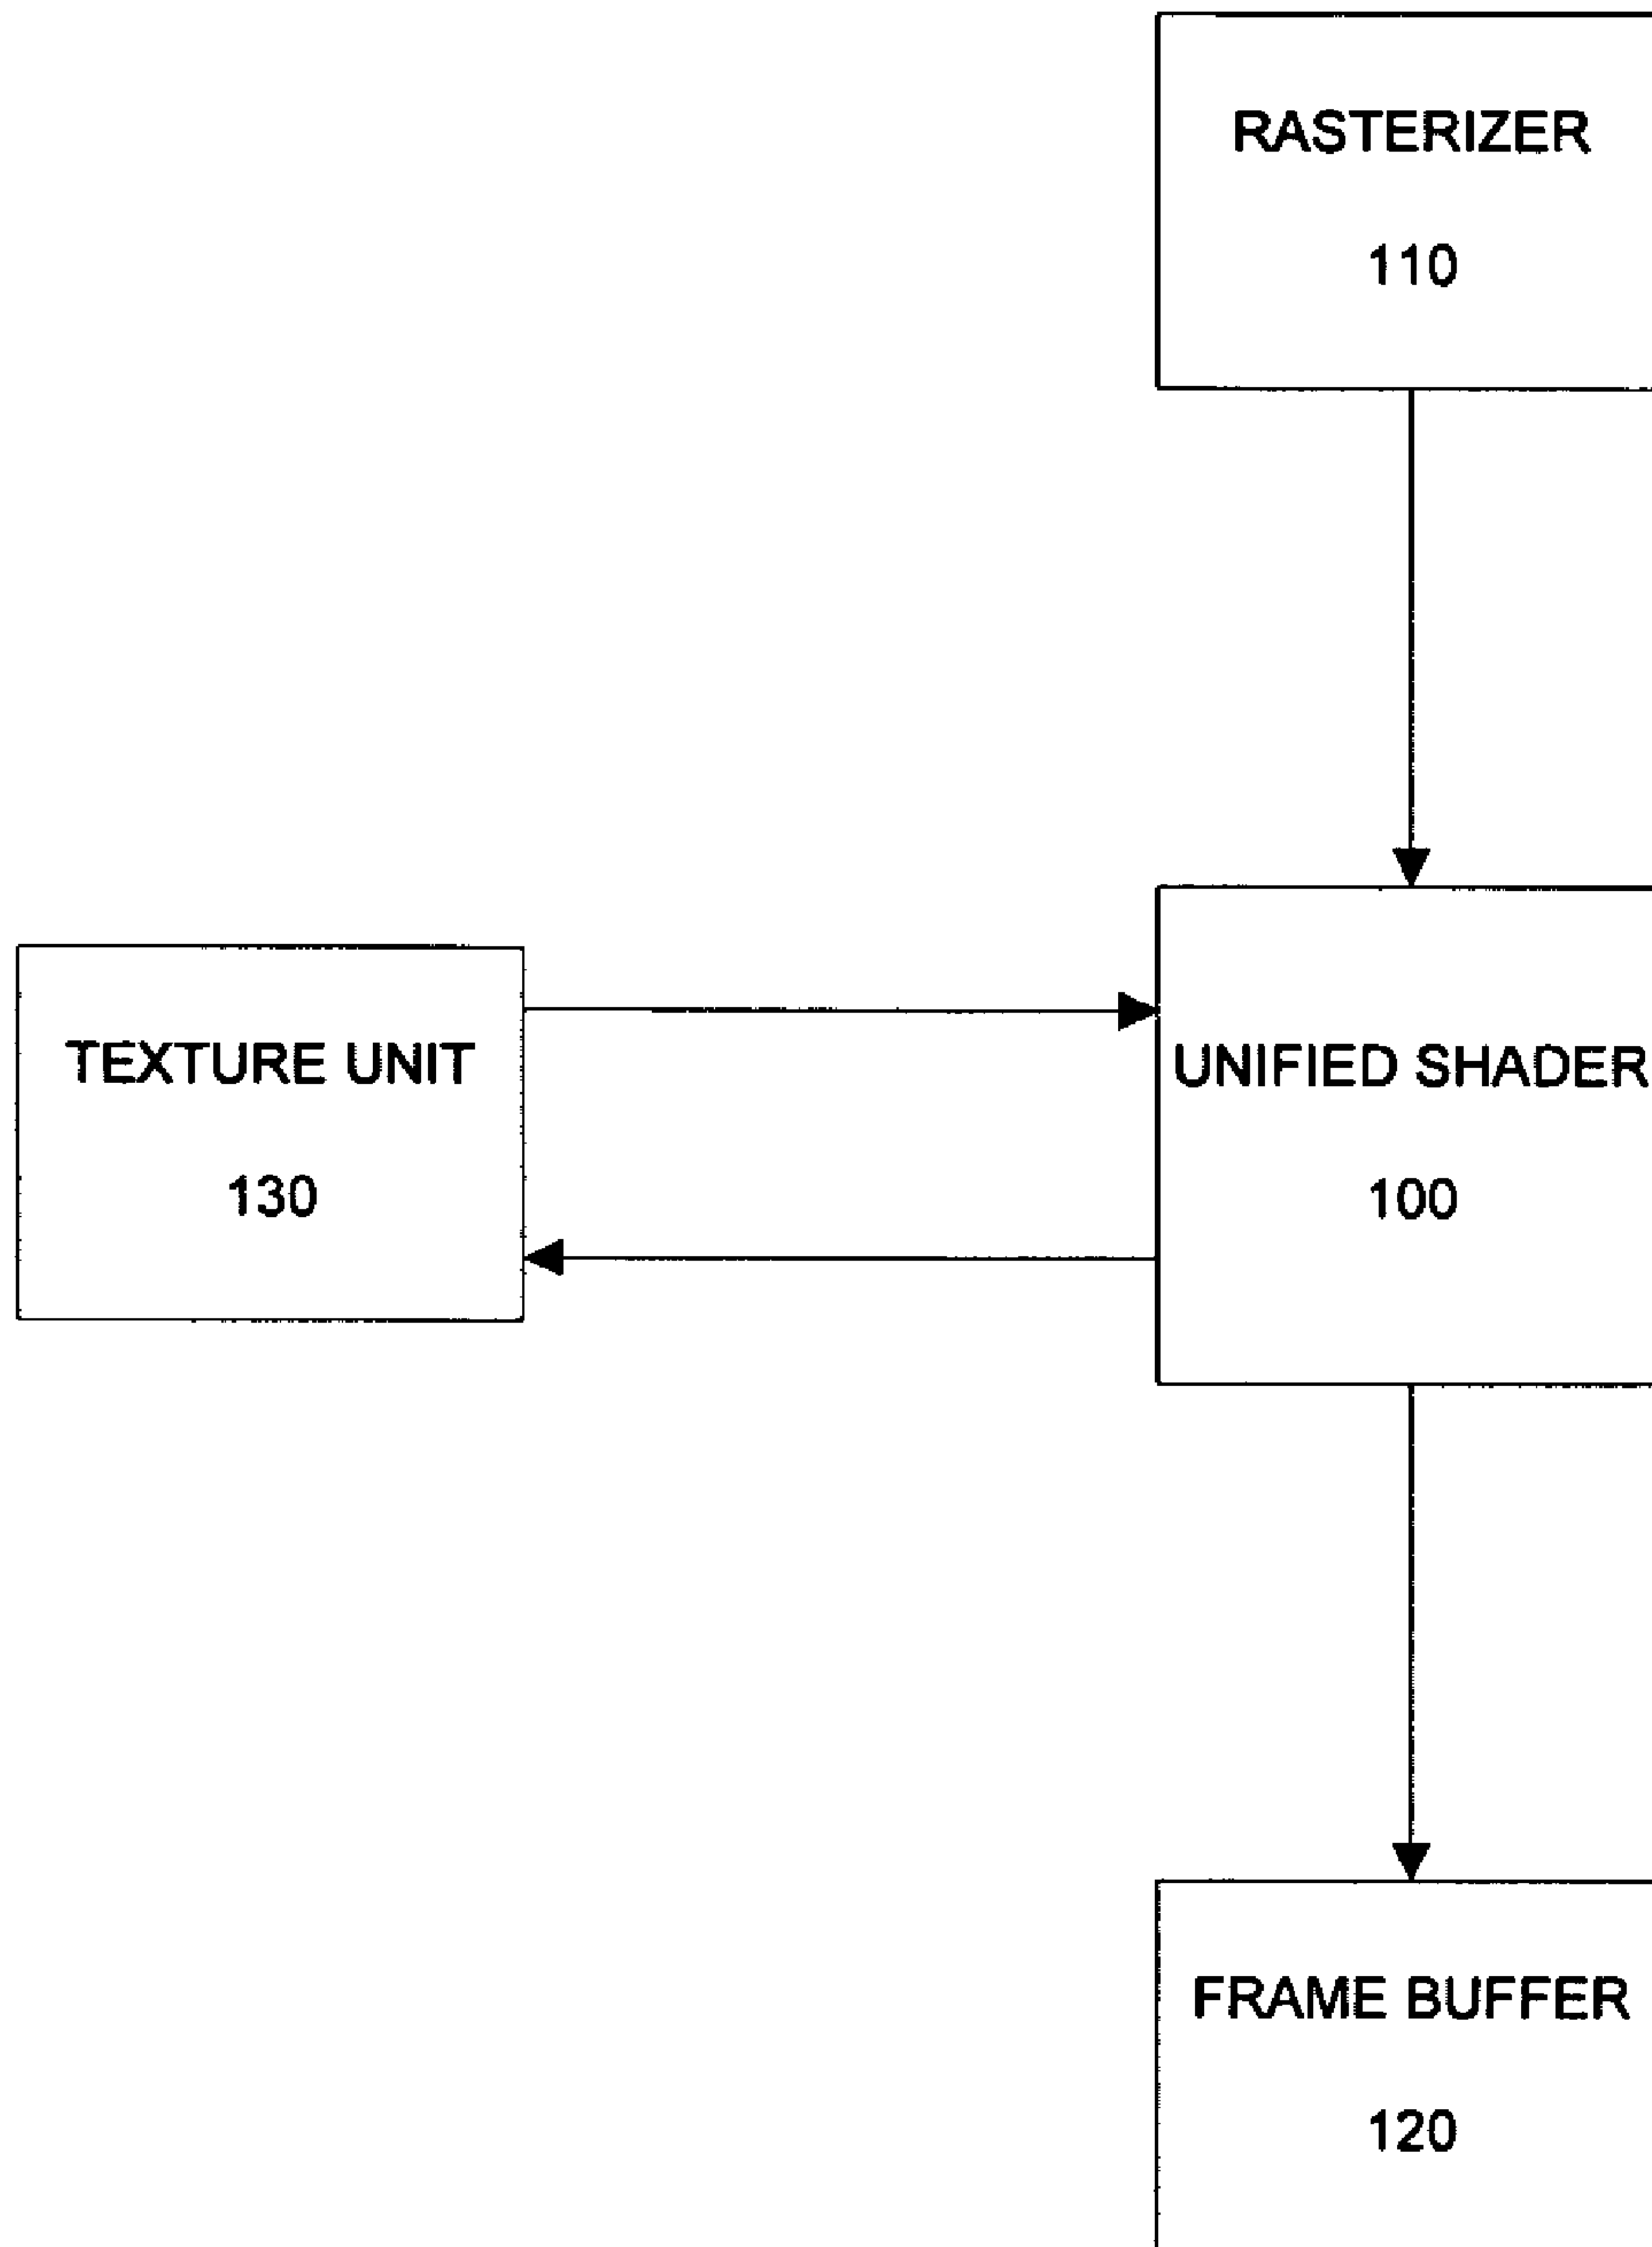 RASTERIZER
110
TEXTURE UNIT
130
UNIFIED SHADER
100
FRAME BUFFER
120